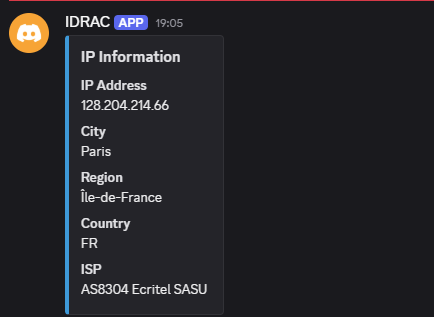 IDRAC APP 19:05
IP Information
IP Address
128.204.214.66
City
Paris
Region
Île-de-France
Country
FR
ISP
AS8304 Ecritel SASU